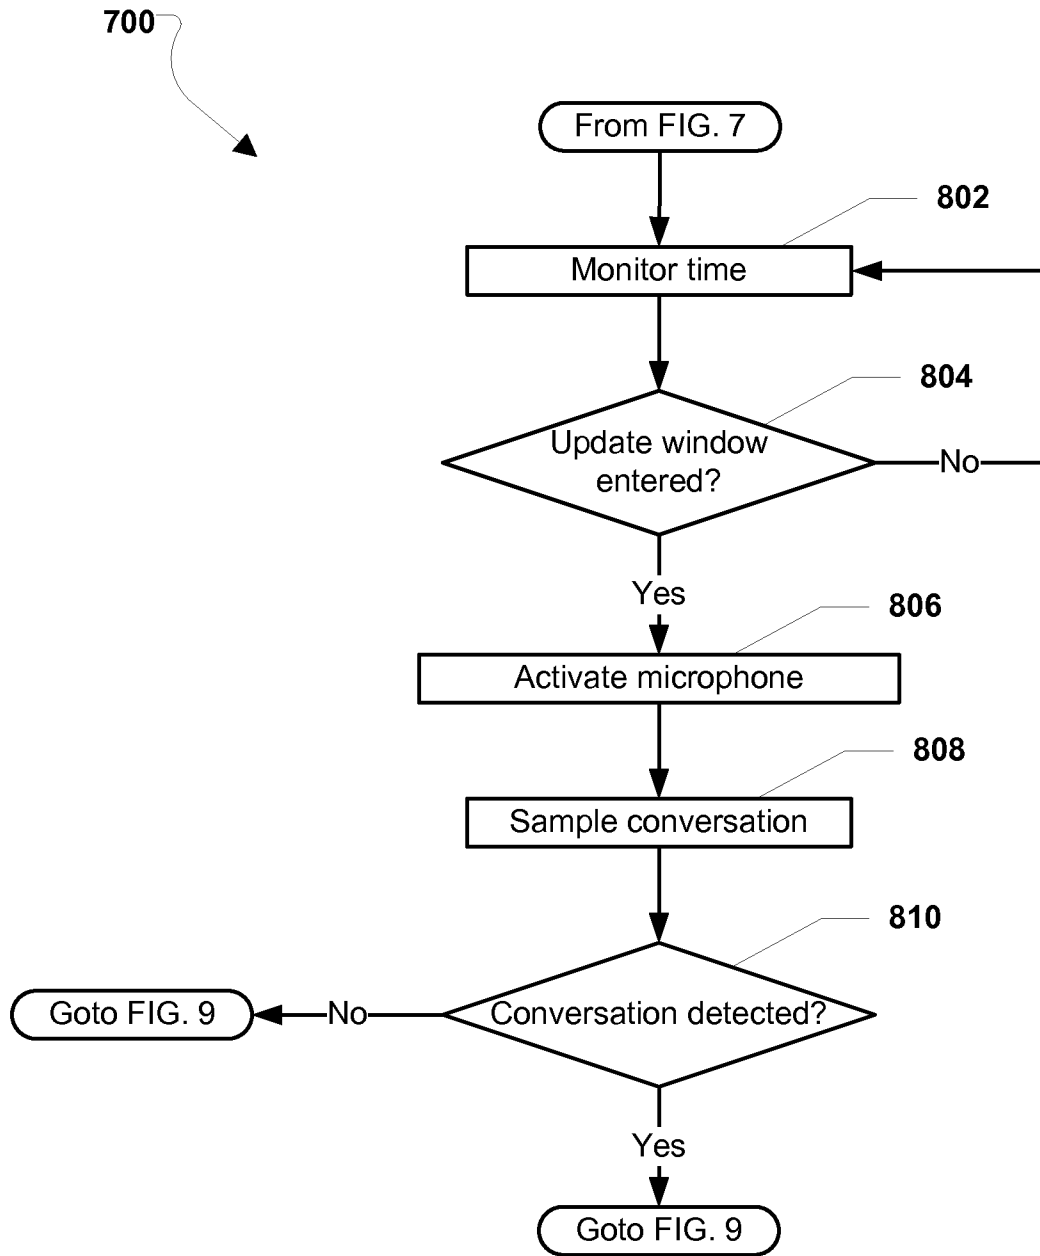 700
From FIG. 7
802
Monitor time
804
Update window
entered?
No
Yes
806
Activate microphone
808
Sample conversation
810
Conversation detected?
No
Goto FIG. 9
Yes
Goto FIG. 9